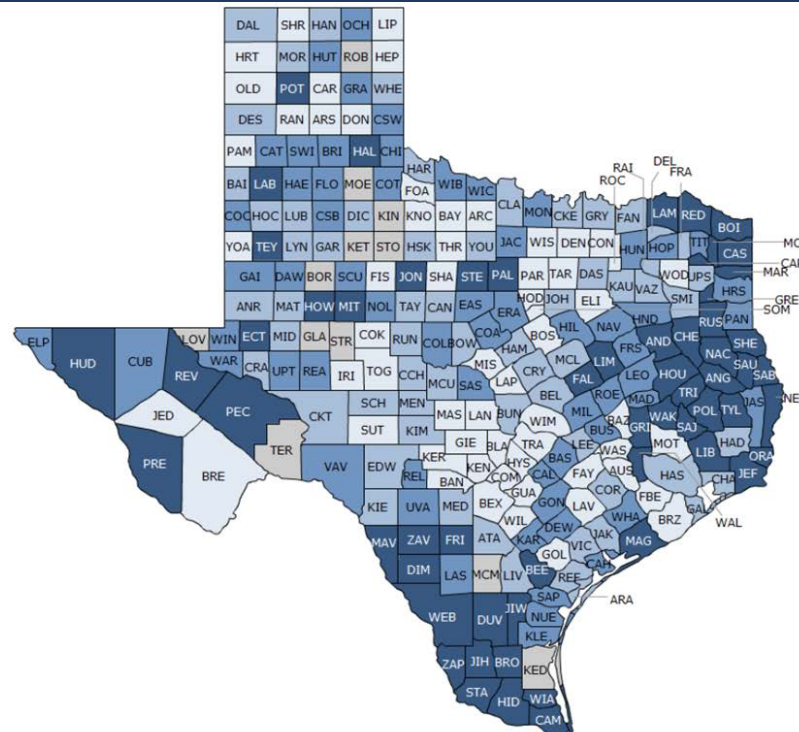 DAL SHR HAN OCH LIP
HRT MOR HUT ROB HEP
OLD POT CAR GRA WHE
DES RAN ARS DON CSW
PAM CAT SWI BRI HAL CHI
HAR
BAI LAB HAE FLO MOE COT FOA WIB WIC
DEL
RAI FRA
ROC
COC HOC LUB CSB DIC KIN KNO BAY ARC CLA MON CKE GRY FAN LAM RED BOI
YOA TEY LYN GAR KET STO HSK THR YOU JAC WIS DEN CON HUN HOP TIT CAS
GAI DAW BOR SCU FIS JON SHA STE PAL PAR TAR DAS KAU VAZ WOD UPS HRS MAR
ANR MAT HOW MIT NOL TAY CAN EAS ERA HOD JOH ELI SMI GRE
SOM
ELP HUD CUB LOV WIN ECT MID GLA STR COK RUN COL BOW COA HAM BOS HIL NAV HND AND CHE RUS PAN
REV WAR CRA UPT REA IRI TOG CCH MCU SAS MIS LAP CRY MCL FAL LIM FRS LEO HOU NAC SHE SAU SAB
JED PEC CKT SCH MEN MAS LAN BUN BEL MIL ROE MAD TRI ANG JAS
SUT KIM WIM BUS BAZ GRI WAK SAJ POL TYL
PRE BRE TER GIE BLA TRA LEE WAS MOT LIB HAD ORA JEF
VAV EDW REL KER KEN HYS COM BAS CAL FAY AUS HAS CHA
BAN GUA WAL
KIE UVA MED BEX WIL GON LAV COR FBE BRZ GAL
MAV ZAV FRI ATA KAR DEW VIC JAK WHA MAG
DIM LAS MCM LIV BEE GOL REF CAH
ARA
WEB DUV JIW SAP NUE KLE
ZAP JIH BRO KED
STA HID WIA
CAM